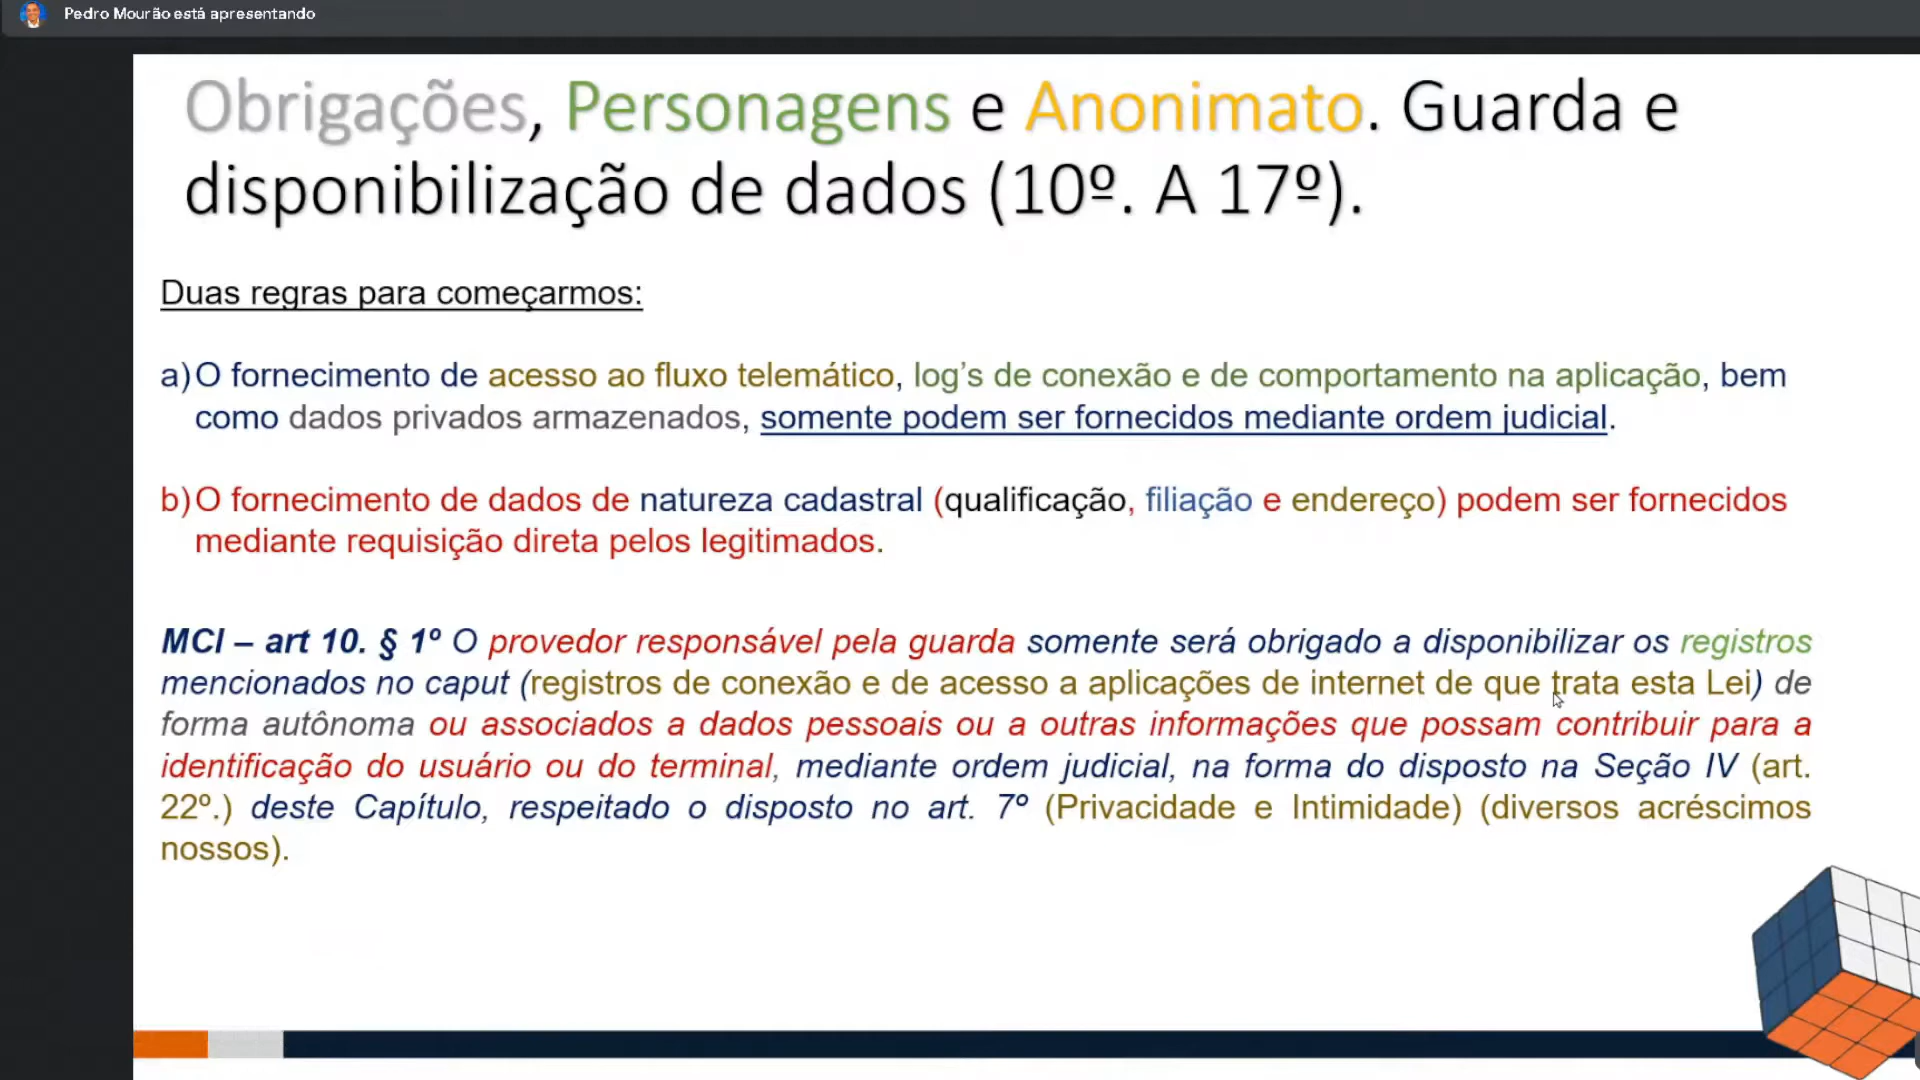 Pedro Mourão está apresentando
Obrigações, Personagens e Anonimato. Guarda e
disponibilização de dados (10º. A 17º).
Duas regras para começarmos:
a) O fornecimento de acesso ao fluxo telemático, log’s de conexão e de comportamento na aplicação, bem
como dados privados armazenados, somente podem ser fornecidos mediante ordem judicial.
b) O fornecimento de dados de natureza cadastral (qualificação, filiação e endereço) podem ser fornecidos
mediante requisição direta pelos legitimados.
MCI – art 10. § 1º O provedor responsável pela guarda somente será obrigado a disponibilizar os registros
mencionados no caput (registros de conexão e de acesso a aplicações de internet de que trata esta Lei) de
forma autônoma ou associados a dados pessoais ou a outras informações que possam contribuir para a
identificação do usuário ou do terminal, mediante ordem judicial, na forma do disposto na Seção IV (art.
22º.) deste Capítulo, respeitado o disposto no art. 7º (Privacidade e Intimidade) (diversos acréscimos
nossos).